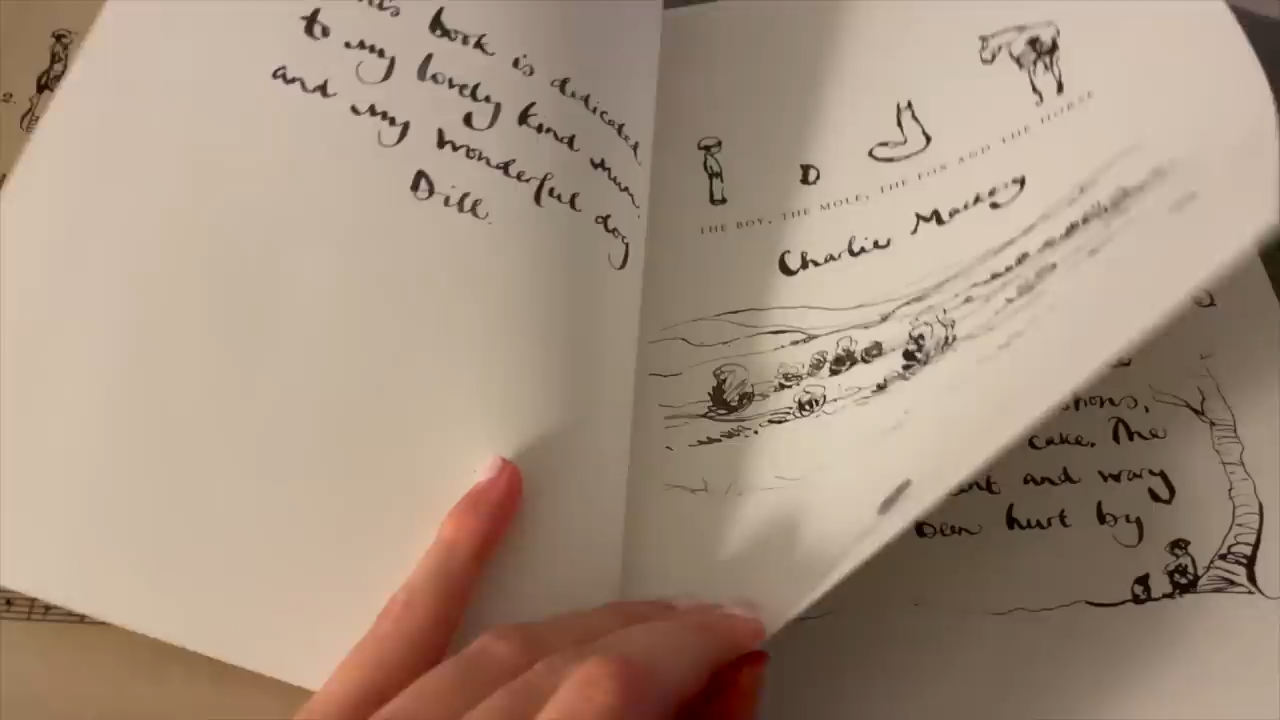 book is dedicated
to my lovely kind mum.
and my wonderful dog
Dill.
THE BOY, THE MOLE, THE FOX AND THE HORSE
Charlie Mackesy
cake. The
and wary
been hurt by
2.